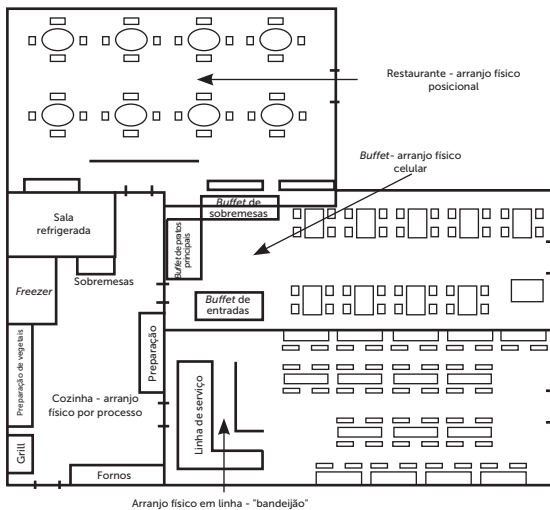 Restaurante - arranjo físico
posicional
Buffet- arranjo físico
celular
Buffet de
sobremesas
Sala
refrigerada
Buffet de pratos
principais
Sobremesas
Freezer
Buffet de
entradas
Preparação de vegetais
Preparação
Cozinha - arranjo
físico por processo
Linha de serviço
Grill
Fornos
Arranjo físico em linha - "bandeijão"